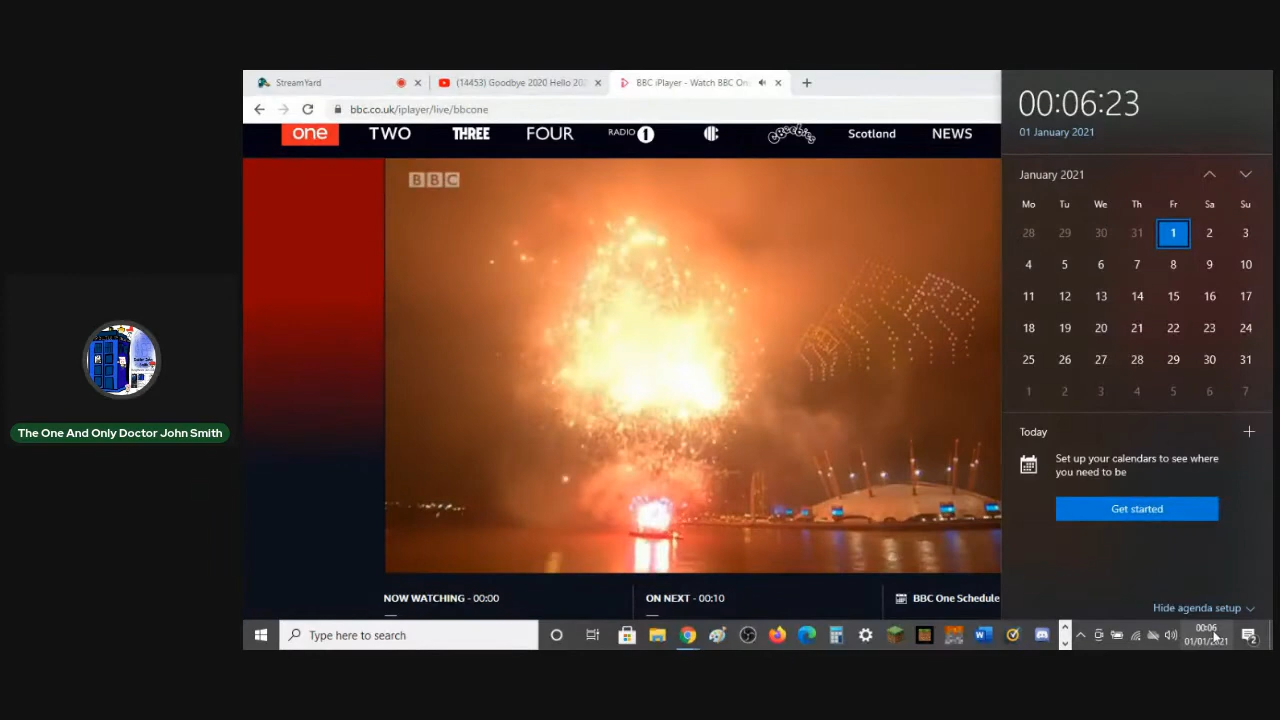 StreamYard
(14453) Goodbye 2020 Hello 202
BBC iPlayer - Watch BBC On
bbc.co.uk/iplayer/live/bbcone
one TWO THREE FOUR RADIO 1 CBeebies Scotland NEWS
BBC
00:06:23
01 January 2021
January 2021
Mo Tu We Th Fr Sa Su
28 29 30 31 1 2 3
4 5 6 7 8 9 10
11 12 13 14 15 16 17
18 19 20 21 22 23 24
25 26 27 28 29 30 31
1 2 3 4 5 6 7
Today
Set up your calendars to see where
you need to be
Get started
Hide agenda setup
The One And Only Doctor John Smith
NOW WATCHING - 00:00
ON NEXT - 00:10
BBC One Schedule
Type here to search
00:06
01/01/2021
2